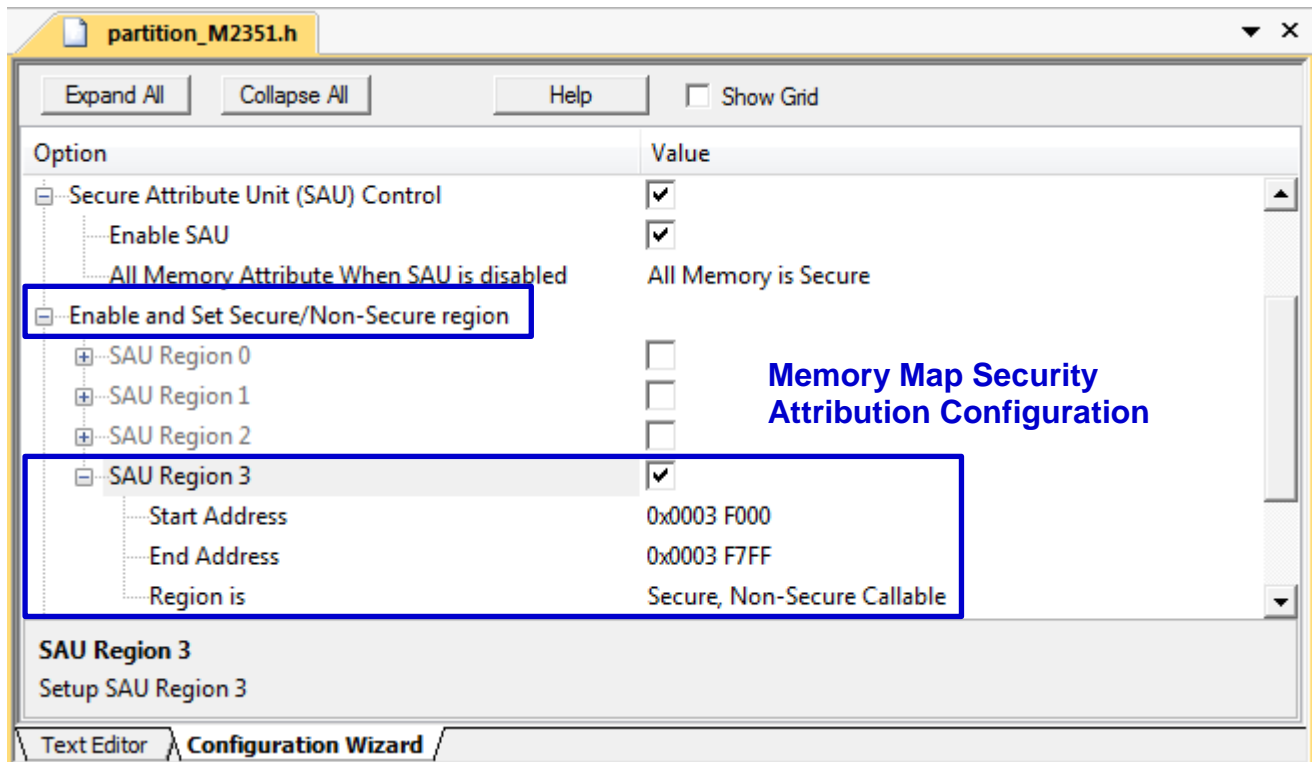 partition_M2351.h
Expand All Collapse All Help Show Grid
Option Value
Secure Attribute Unit (SAU) Control
Enable SAU
All Memory Attribute When SAU is disabled All Memory is Secure
Enable and Set Secure/Non-Secure region
SAU Region 0
SAU Region 1
SAU Region 2
Memory Map Security
Attribution Configuration
SAU Region 3
Start Address 0x0003 F000
End Address 0x0003 F7FF
Region is Secure, Non-Secure Callable
SAU Region 3
Setup SAU Region 3
Text Editor Configuration Wizard